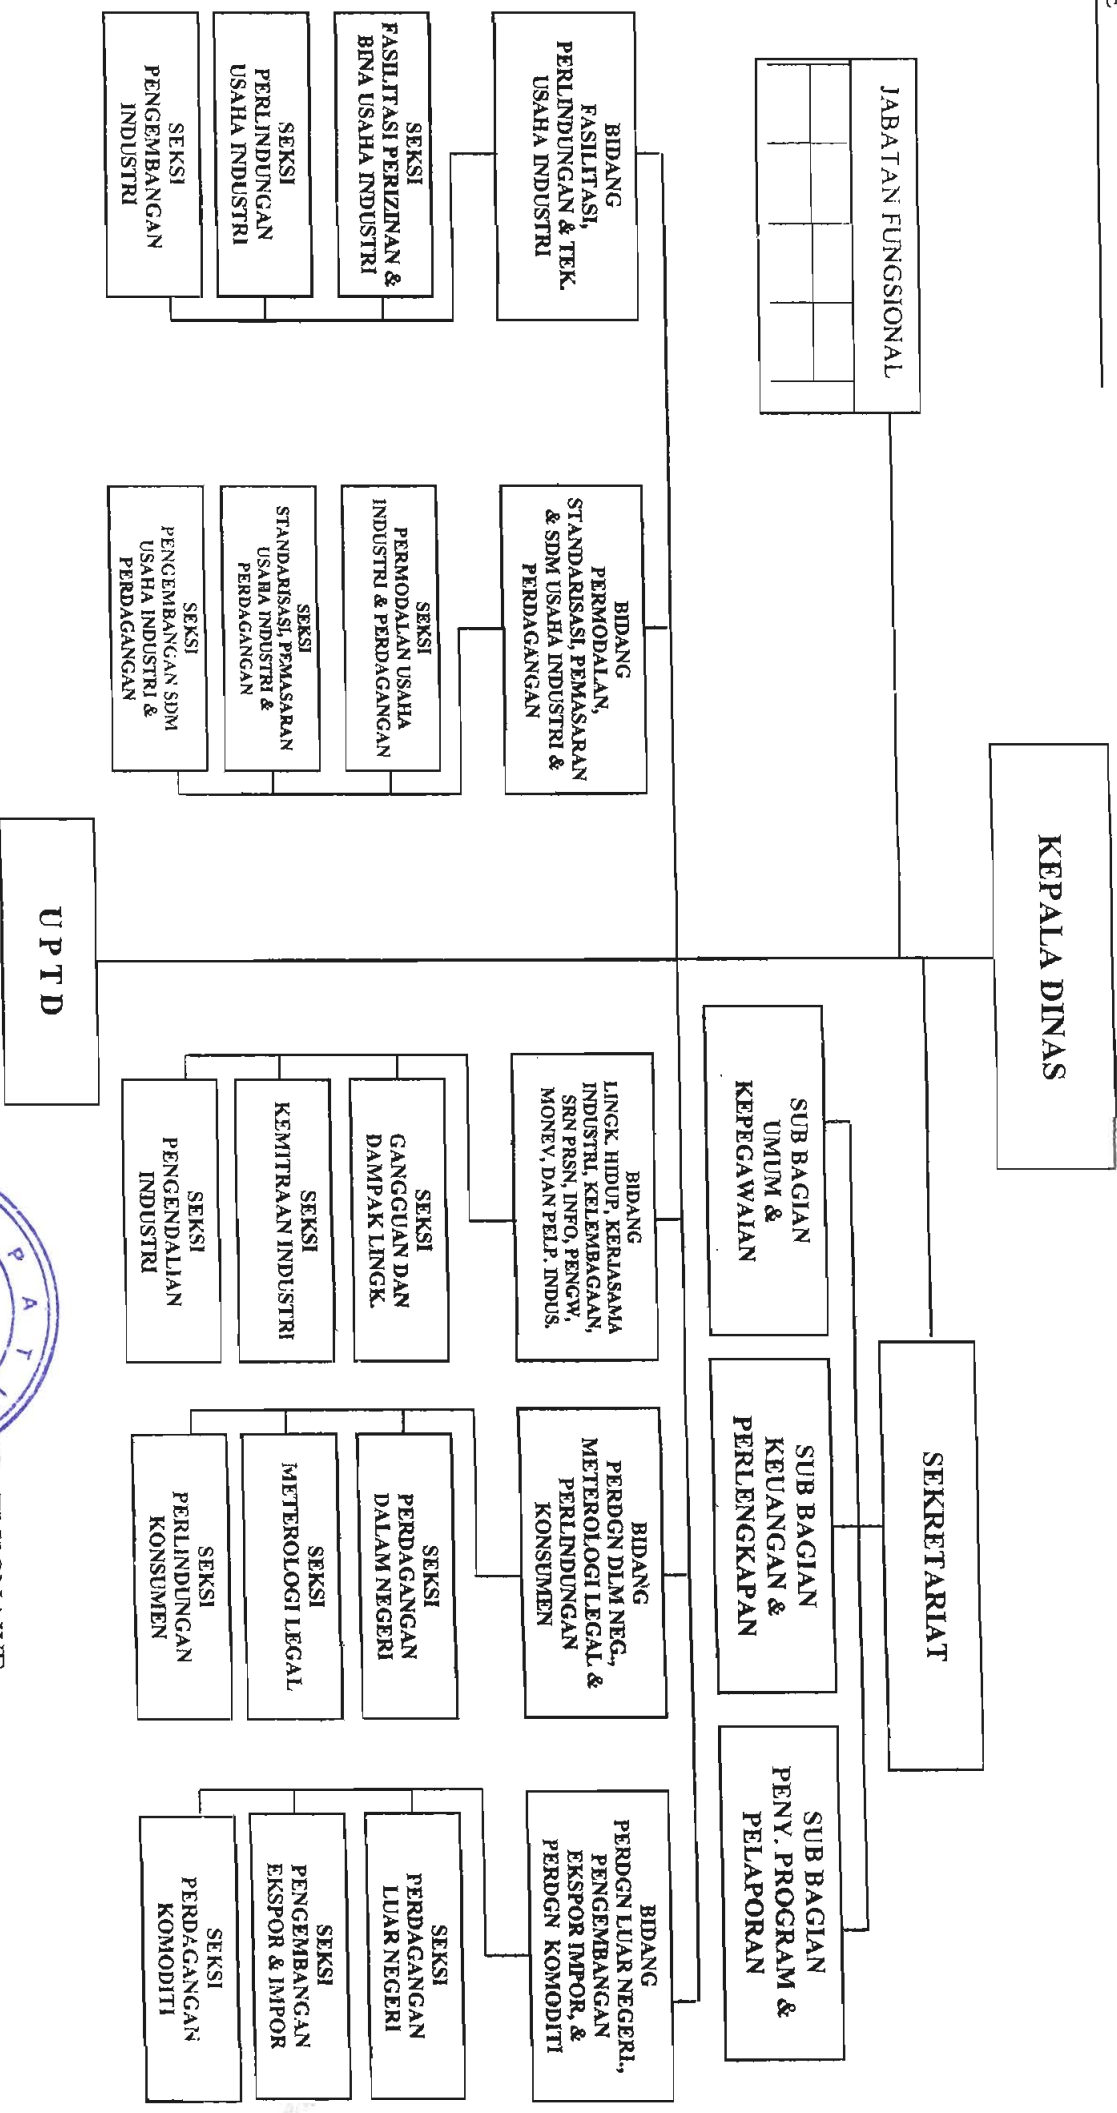 KEPALA DINAS
JABATAN FUNGSIONAL
SEKRETARIAT
SUB BAGIAN
UMUM &
KEPEGAWAIAN
SUB BAGIAN
KEUANGAN &
PERLENGKAPAN
SUB BAGIAN
PENY. PROGRAM &
PELAPORAN
BIDANG
FASILITASI,
PERLINDUNGAN & TEK.
USAHA INDUSTRI
SEKSI
FASILITASI PERIZINAN &
BINA USAHA INDUSTRI
SEKSI
PERLINDUNGAN
USAHA INDUSTRI
SEKSI
PENGEMBANGAN
INDUSTRI
BIDANG
PERMODALAN,
STANDARISASI, PEMASARAN
& SDM USAHA INDUSTRI &
PERDAGANGAN
SEKSI
PERMODALAN USAHA
INDUSTRI & PERDAGANGAN
SEKSI
STANDARISASI, PEMASARAN
USAHA INDUSTRI &
PERDAGANGAN
SEKSI
PENGEMBANGAN SDM
USAHA INDUSTRI &
PERDAGANGAN
BIDANG
LINGK. HIDUP, KERJASAMA
INDUSTRI, KELEMBAGAAN,
SRN PRSN, INFO, PENGW,
MONEV, DAN PELP. INDUS.
SEKSI
GANGGUAN DAN
DAMPAK LINGK.
SEKSI
KEMITRAAN INDUSTRI
SEKSI
PENGENDALIAN
INDUSTRI
BIDANG
PERDGN DLM NEG.,
METEROLOGI LEGAL &
PERLINDUNGAN
KONSUMEN
SEKSI
PERDAGANGAN
DALAM NEGERI
SEKSI
METEROLOGI LEGAL
SEKSI
PERLINDUNGAN
KONSUMEN
BIDANG
PERDGN LUAR NEGERI.,
PENGEMBANGAN
EKSPOR IMPOR, &
PERDGN KOMODITI
SEKSI
PERDAGANGAN
LUAR NEGERI
SEKSI
PENGEMBANGAN
EKSPOR & IMPOR
SEKSI
PERDAGANGAN
KOMODITI
U P T D
P A T I